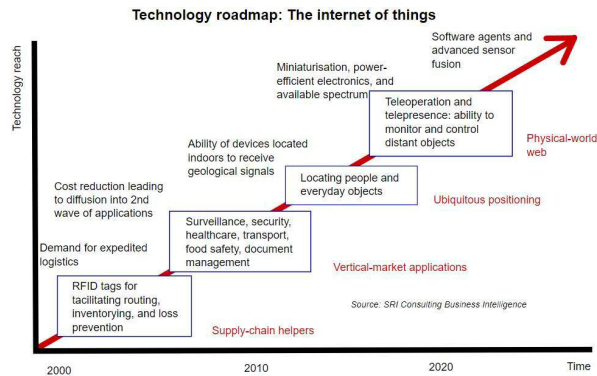 Technology roadmap: The internet of things
Technology reach
Software agents and
advanced sensor
fusion
Miniaturisation, power-
efficient electronics, and
available spectrum
Teleoperation and
telepresence: ability to
monitor and control
distant objects
Physical-world
web
Ability of devices located
indoors to receive
geological signals
Locating people and
everyday objects
Ubiquitous positioning
Cost reduction leading
to diffusion into 2nd
wave of applications
Surveillance, security,
healthcare, transport,
food safety, document
management
Vertical-market applications
Demand for expedited
logistics
RFID tags for
tacilitating routing,
inventorying, and loss
prevention
Supply-chain helpers
Source: SRI Consulting Business Intelligence
2000
2010
2020
Time